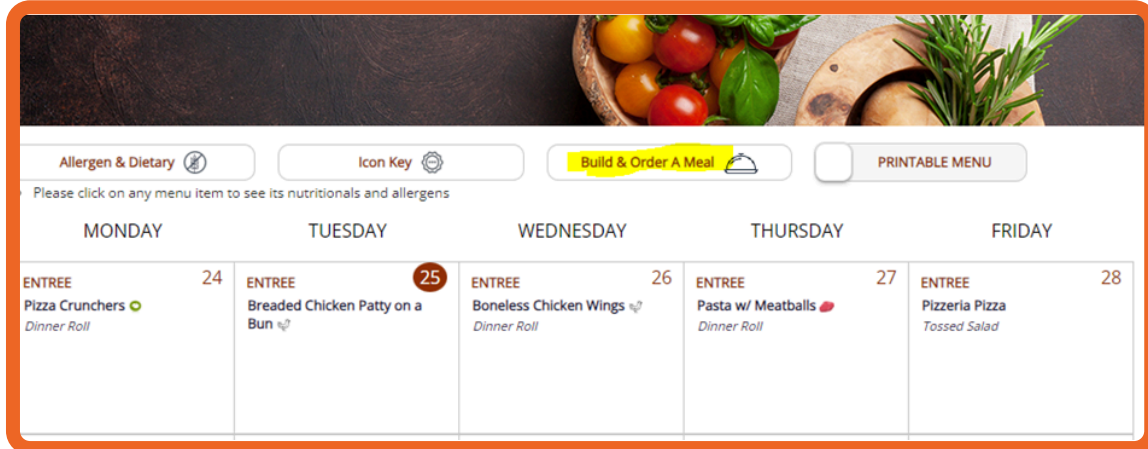 Allergen & Dietary
Icon Key
Build & Order A Meal
PRINTABLE MENU
Please click on any menu item to see its nutritionals and allergens
MONDAY
TUESDAY
WEDNESDAY
THURSDAY
FRIDAY
ENTREE 24
Pizza Crunchers
Dinner Roll
ENTREE 25
Breaded Chicken Patty on a
Bun
ENTREE 26
Boneless Chicken Wings
Dinner Roll
ENTREE 27
Pasta w/ Meatballs
Dinner Roll
ENTREE 28
Pizzeria Pizza
Tossed Salad